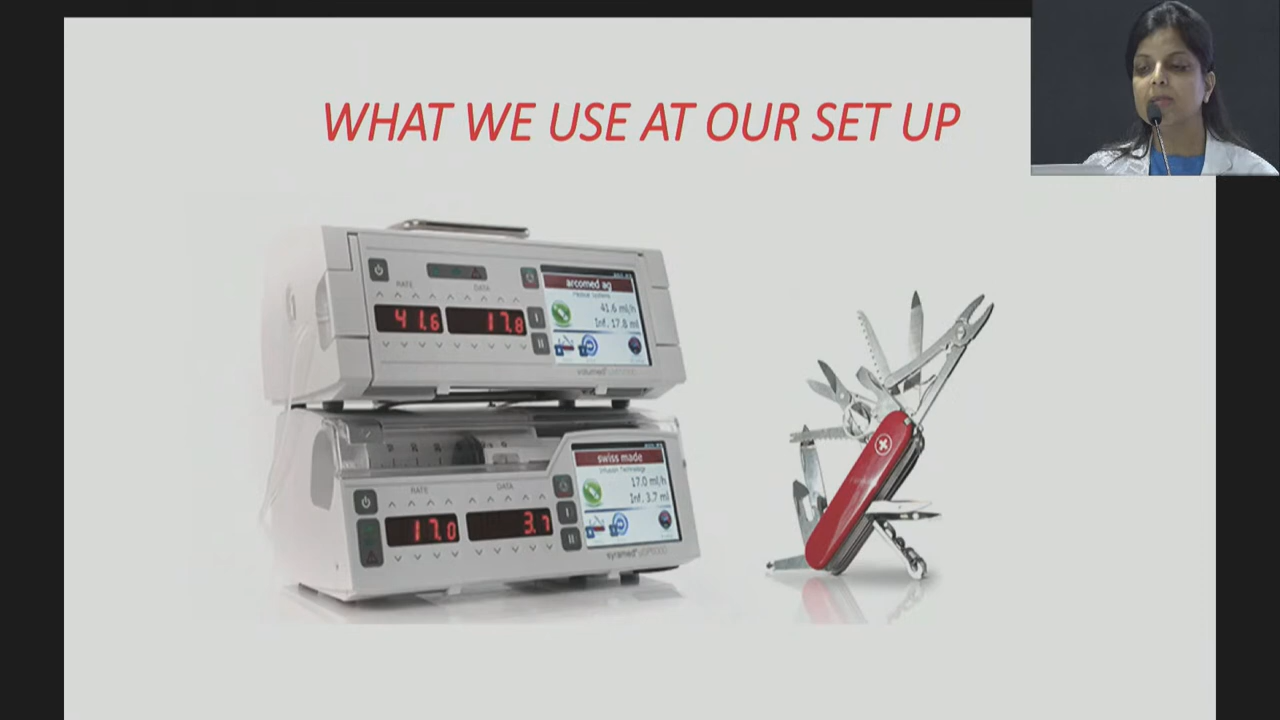 WHAT WE USE AT OUR SET UP
RATE
DATA
41.6
17.8
arcomed ag
41.6 ml/h
Inf. 17.8 ml
RATE
DATA
17.0
3.7
swiss made
Infusion Technology
17.0 ml/h
Inf. 3.7 ml
syramed